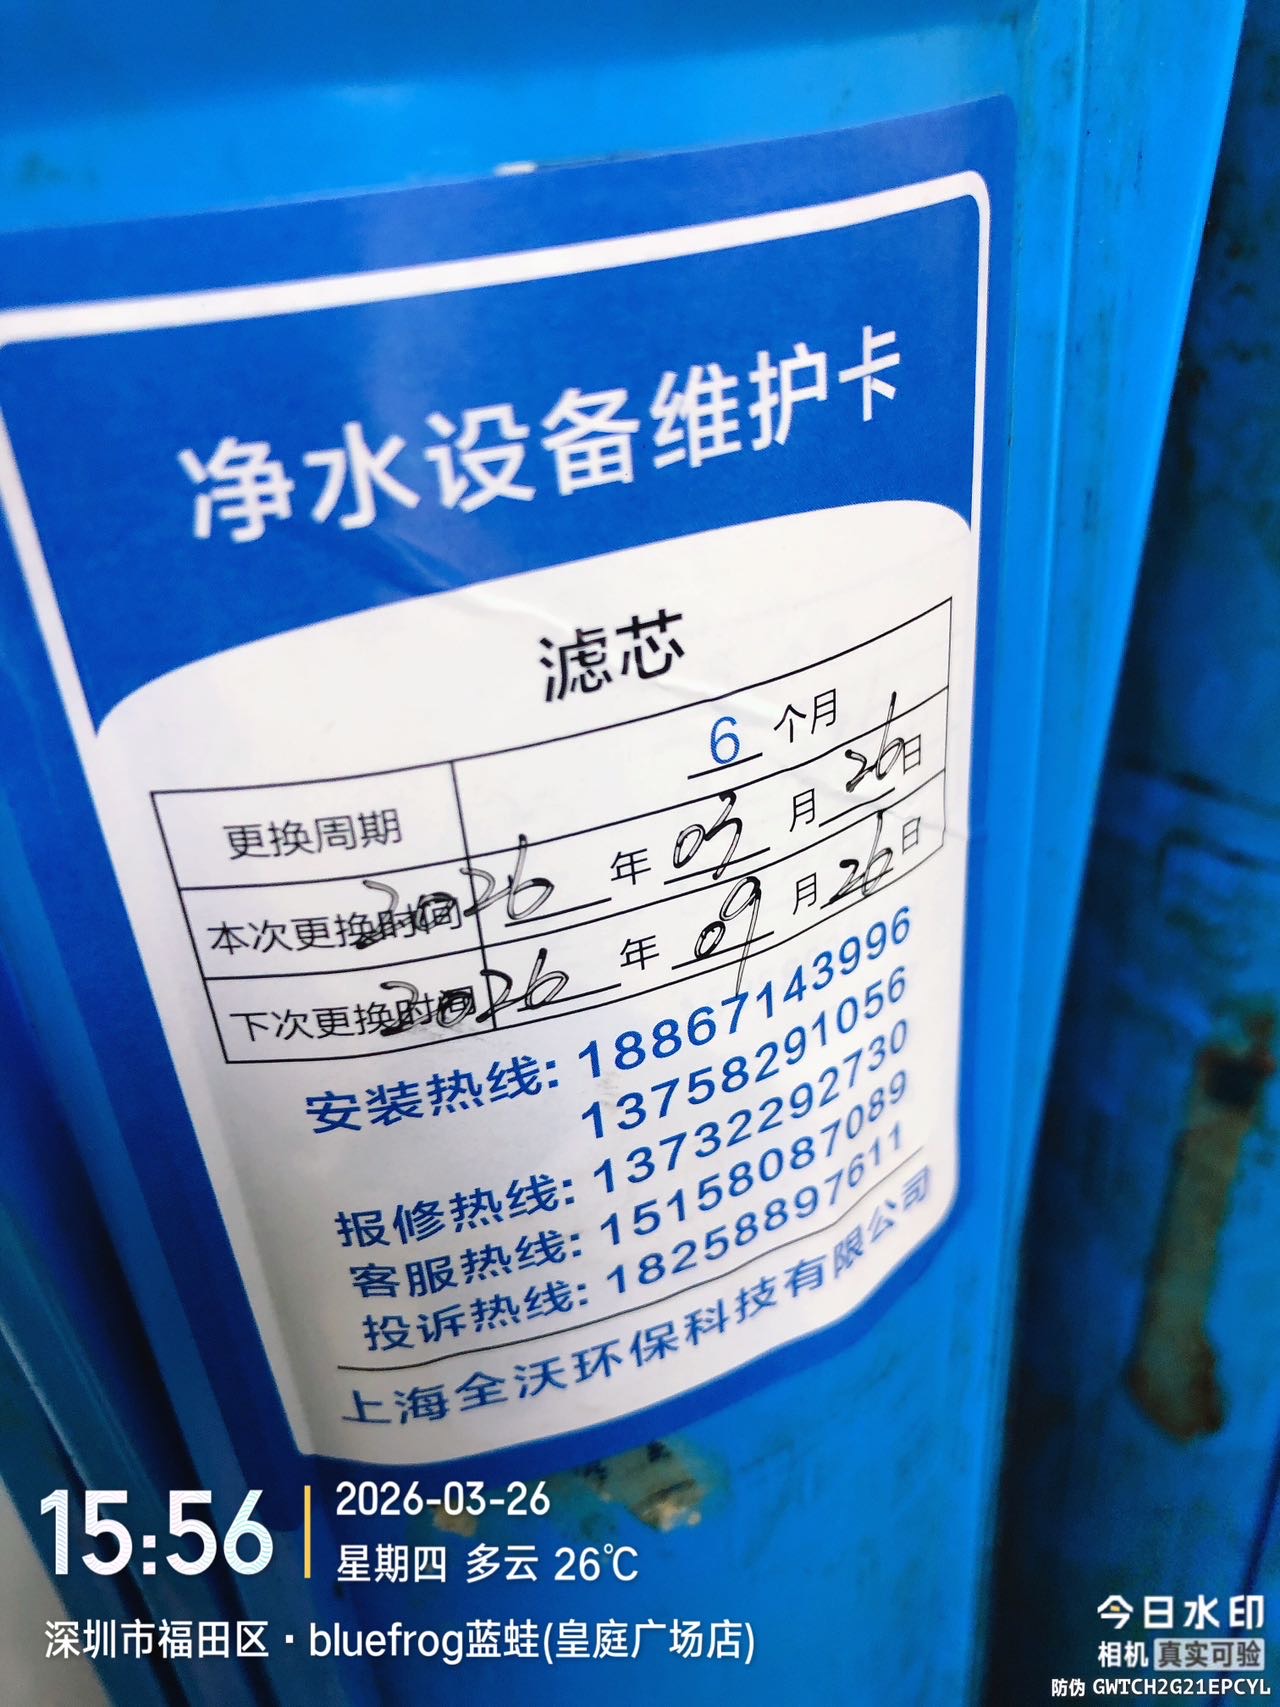 净水设备维护卡
滤芯
更换周期 6 个月
本次更换时间 2026 年 03 月 26 日
下次更换时间 2026 年 09 月 26 日
安装热线: 18867143996
13758291056
报修热线: 13732292730
客服热线: 15158087089
投诉热线: 18258897611
上海全沃环保科技有限公司
15:56
2026-03-26
星期四 多云 26℃
深圳市福田区·bluefrog蓝蛙(皇庭广场店)
今日水印
相机 真实可验
防伪 GWTCH2G21EPCYL